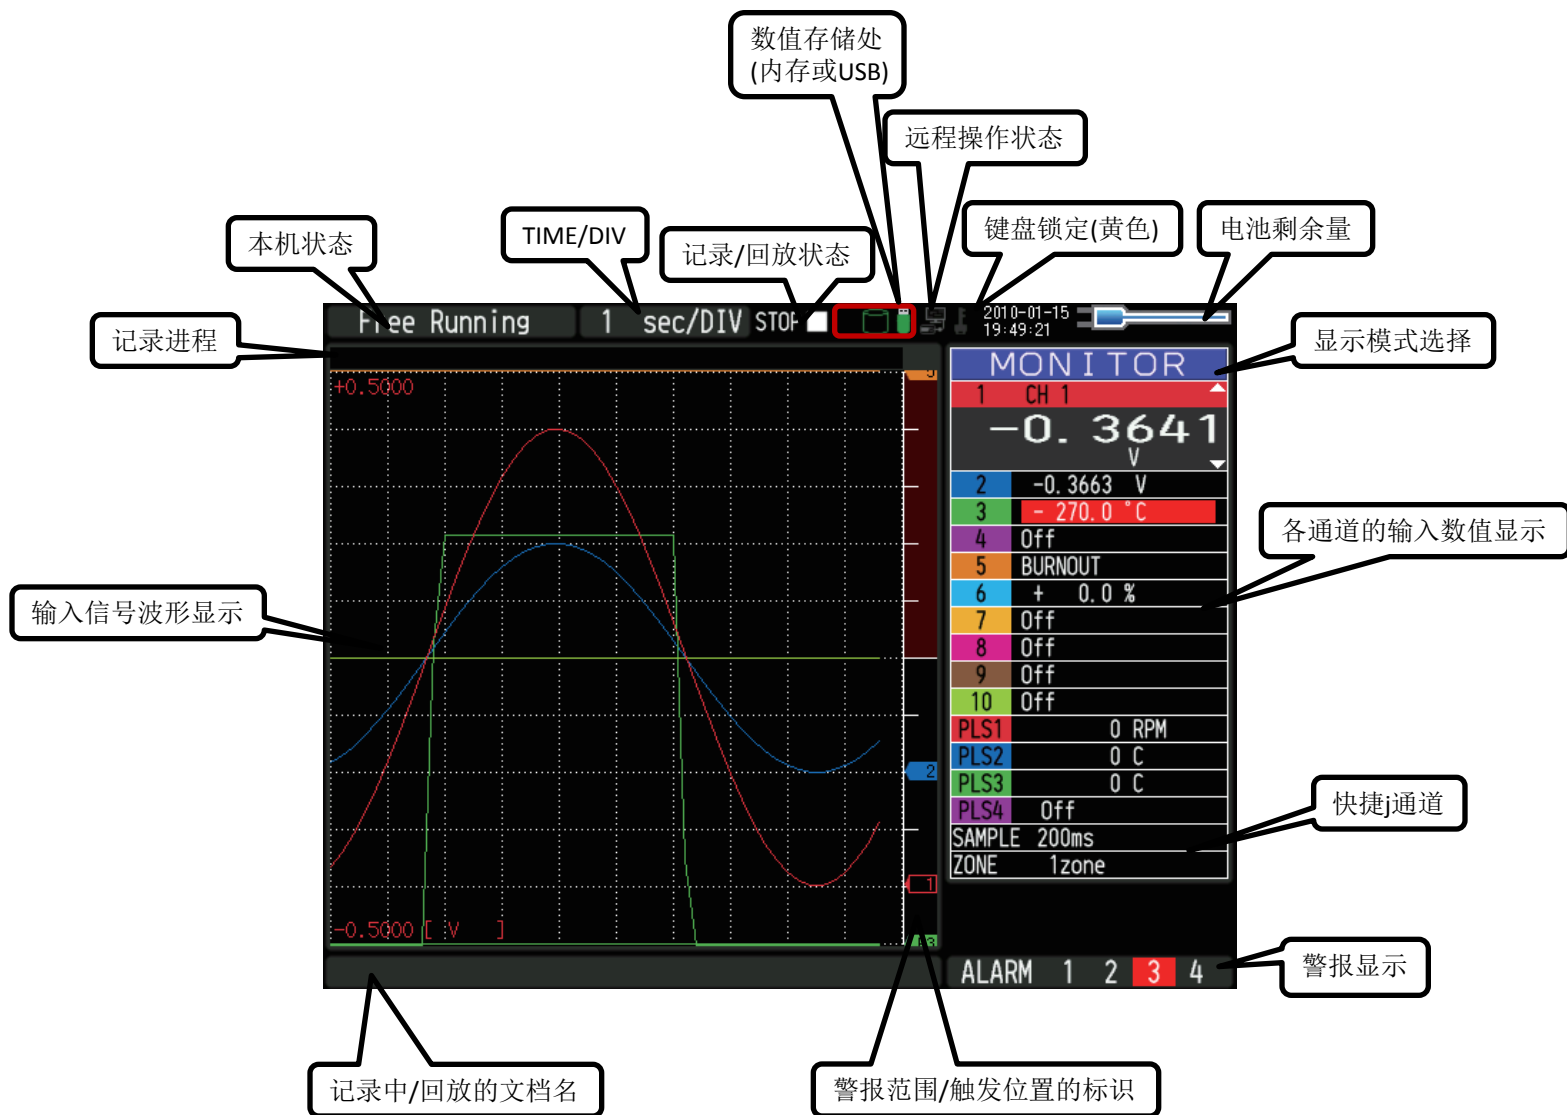 数值存储处
(内存或USB)
远程操作状态
本机状态
TIME/DIV
记录/回放状态
键盘锁定(黄色)
电池剩余量
记录进程
显示模式选择
Free Running
1 sec/DIV
STOP
2010-01-15
19:49:21
MONITOR
+0.5000
5
1 CH 1
-0.3641
V
2 -0.3663 V
3 - 270.0 °C
4 Off
5 BURNOUT
6 + 0.0 %
7 Off
8 Off
9 Off
10 Off
PLS1 0 RPM
PLS2 0 C
PLS3 0 C
PLS4 Off
SAMPLE 200ms
ZONE 1zone
各通道的输入数值显示
输入信号波形显示
2
快捷j通道
1
-0.5000 [ V ]
ALARM 1 2 3 4
警报显示
记录中/回放的文档名
警报范围/触发位置的标识